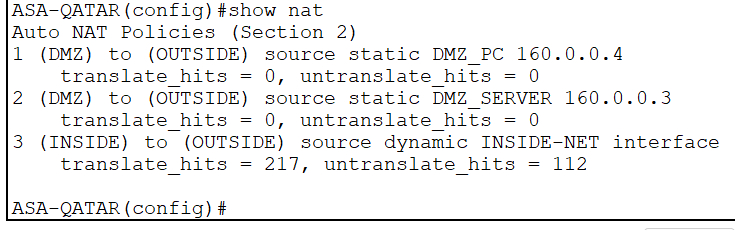 ASA-QATAR(config)#show nat
Auto NAT Policies (Section 2)
1 (DMZ) to (OUTSIDE) source static DMZ_PC 160.0.0.4
translate_hits = 0, untranslate_hits = 0
2 (DMZ) to (OUTSIDE) source static DMZ_SERVER 160.0.0.3
translate_hits = 0, untranslate_hits = 0
3 (INSIDE) to (OUTSIDE) source dynamic INSIDE-NET interface
translate_hits = 217, untranslate_hits = 112
ASA-QATAR(config)#